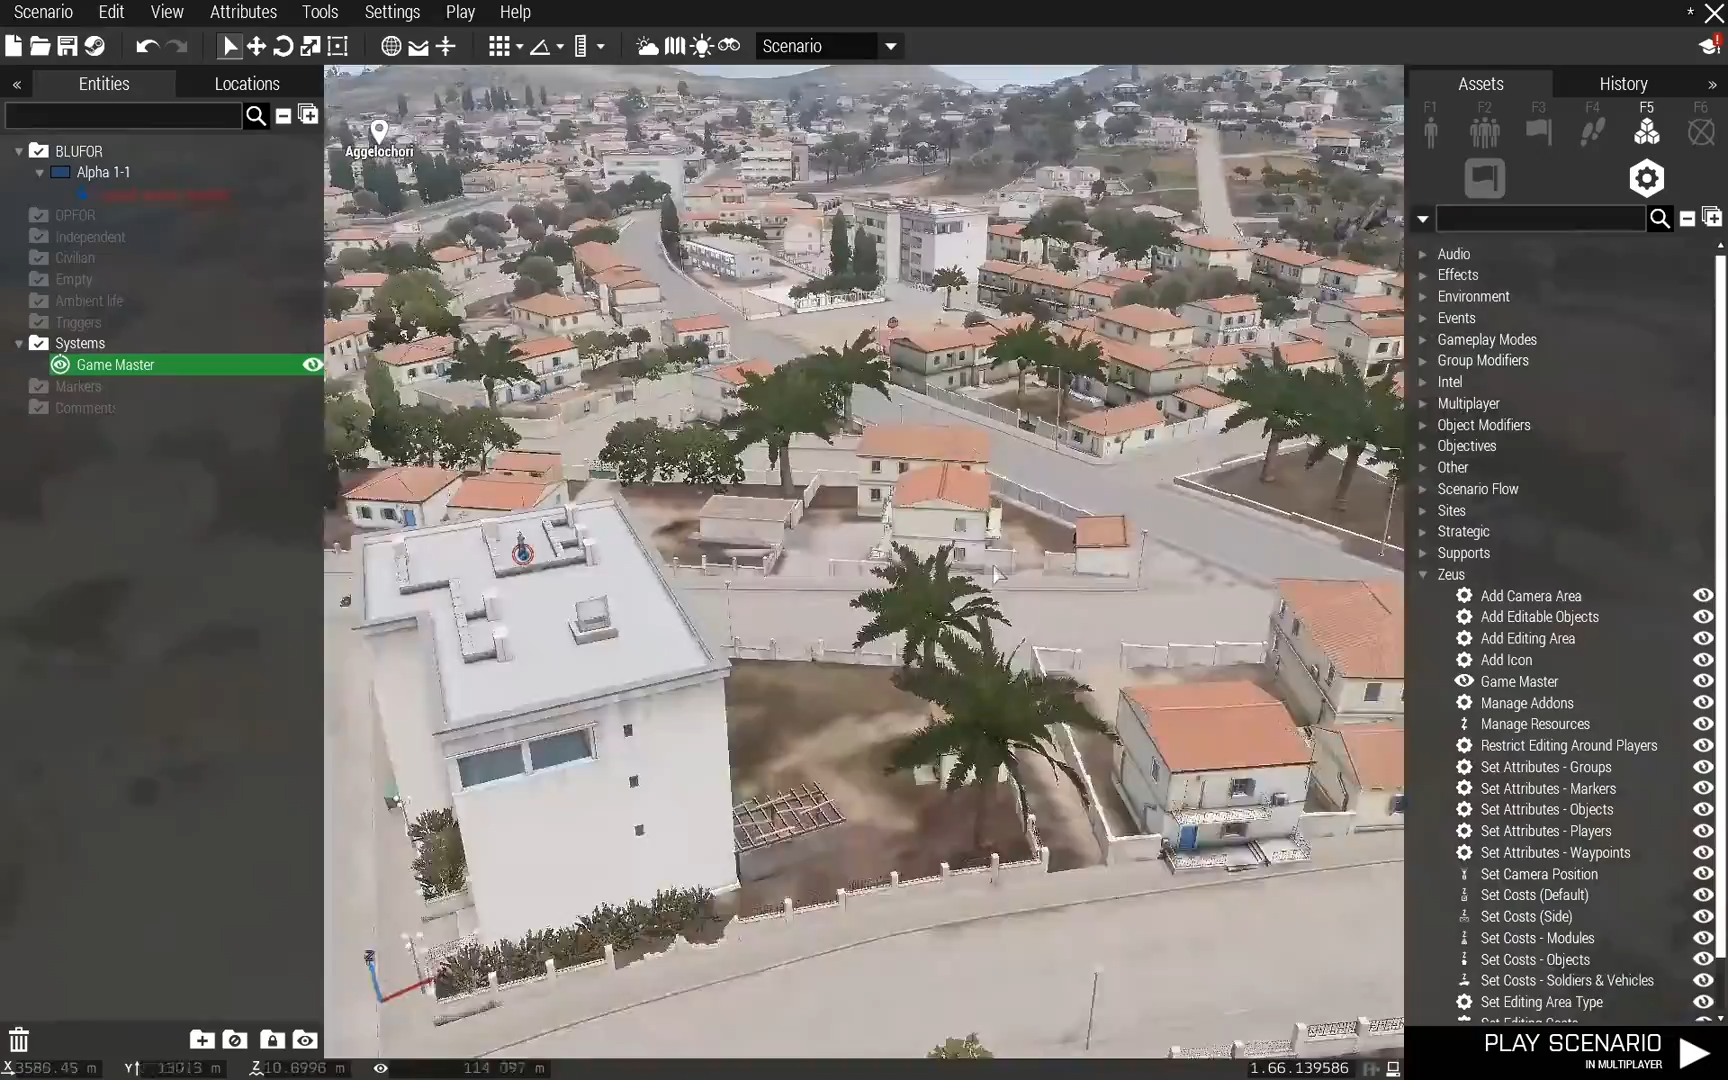 Scenario Edit View Attributes Tools Settings Play Help *
Scenario
« Entities Locations
BLUFOR
Alpha 1-1
OPFOR
Independent
Civilian
Empty
Ambient life
Triggers
Systems
Game Master
Markers
Comments
Aggelochori
N
Assets History »
F1 F2 F3 F4 F5 F6
Audio
Effects
Environment
Events
Gameplay Modes
Group Modifiers
Intel
Multiplayer
Object Modifiers
Objectives
Other
Scenario Flow
Sites
Strategic
Supports
Zeus
Add Camera Area
Add Editable Objects
Add Editing Area
Add Icon
Game Master
Manage Addons
Manage Resources
Restrict Editing Around Players
Set Attributes - Groups
Set Attributes - Markers
Set Attributes - Objects
Set Attributes - Players
Set Attributes - Waypoints
Set Camera Position
Set Costs (Default)
Set Costs (Side)
Set Costs - Modules
Set Costs - Objects
Set Costs - Soldiers & Vehicles
Set Editing Area Type
PLAY SCENARIO
IN MULTIPLAYER
X 3586.45 m Y m Z 10.6996 m m 1.66.139586